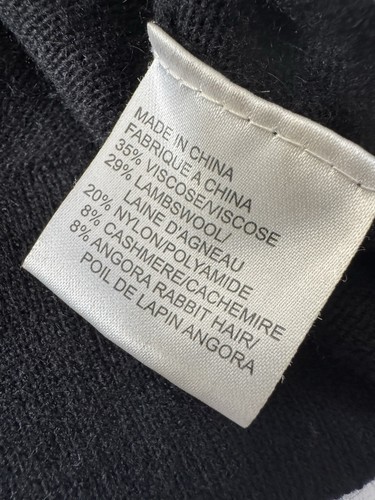 MADE IN CHINA
FABRIQUE A CHINA
35% VISCOSE/VISCOSE
29% LAMBSWOOL/
LAINE D'AGNEAU
20% NYLON/POLYAMIDE
8% CASHMERE/CACHEMIRE
8% ANGORA RABBIT HAIR/
POIL DE LAPIN ANGORA